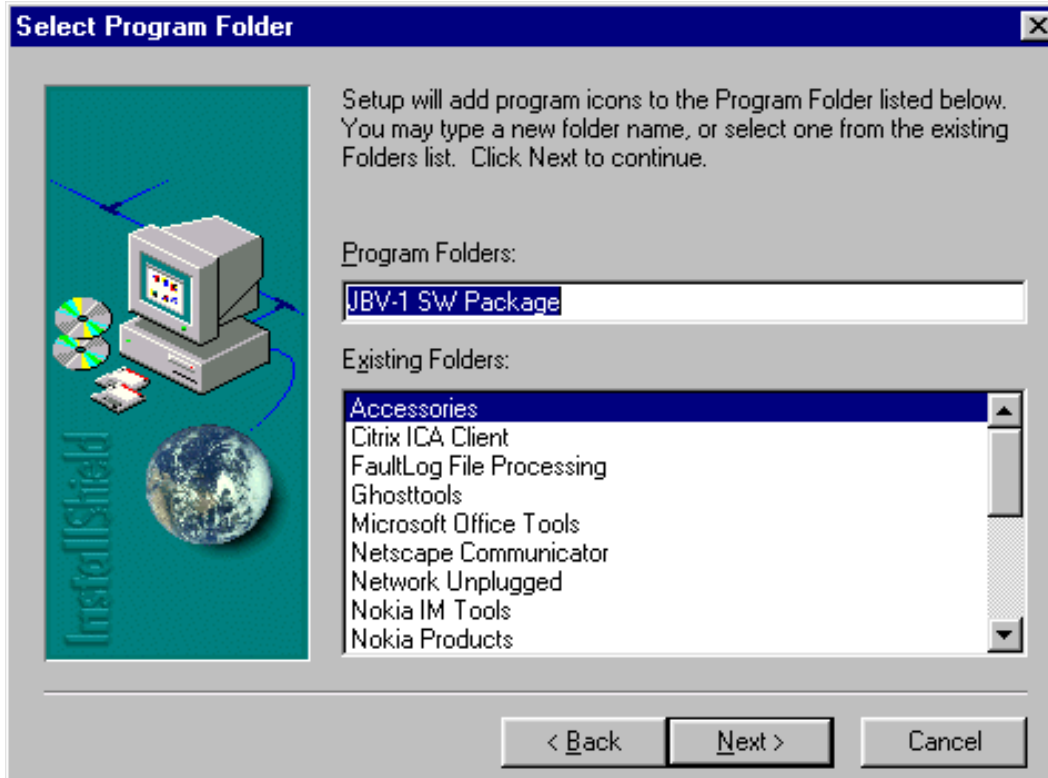 Select Program Folder
Setup will add program icons to the Program Folder listed below.
You may type a new folder name, or select one from the existing
Folders list.  Click Next to continue.
Program Folders:
JBV-1 SW Package
Existing Folders:
Accessories
Citrix ICA Client
FaultLog File Processing
Ghosttools
Microsoft Office Tools
Netscape Communicator
Network Unplugged
Nokia IM Tools
Nokia Products
InstallShield
< Back
Next >
Cancel